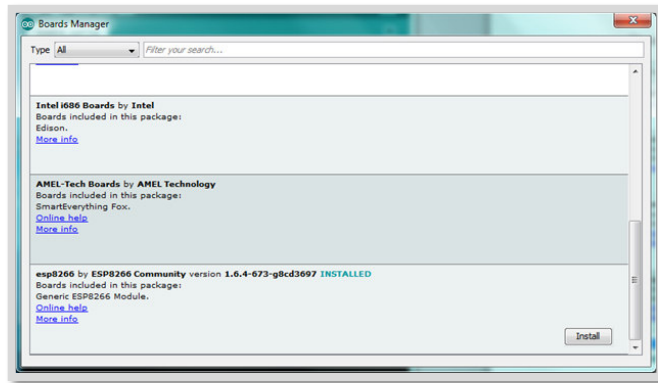 Boards Manager
Type All Filter your search...
Intel i686 Boards by Intel
Boards included in this package:
Edison.
More info
AMEL-Tech Boards by AMEL Technology
Boards included in this package:
SmartEverything Fox.
Online help
More info
esp8266 by ESP8266 Community version 1.6.4-673-g8cd3697 INSTALLED
Boards included in this package:
Generic ESP8266 Module.
Online help
More info
Install